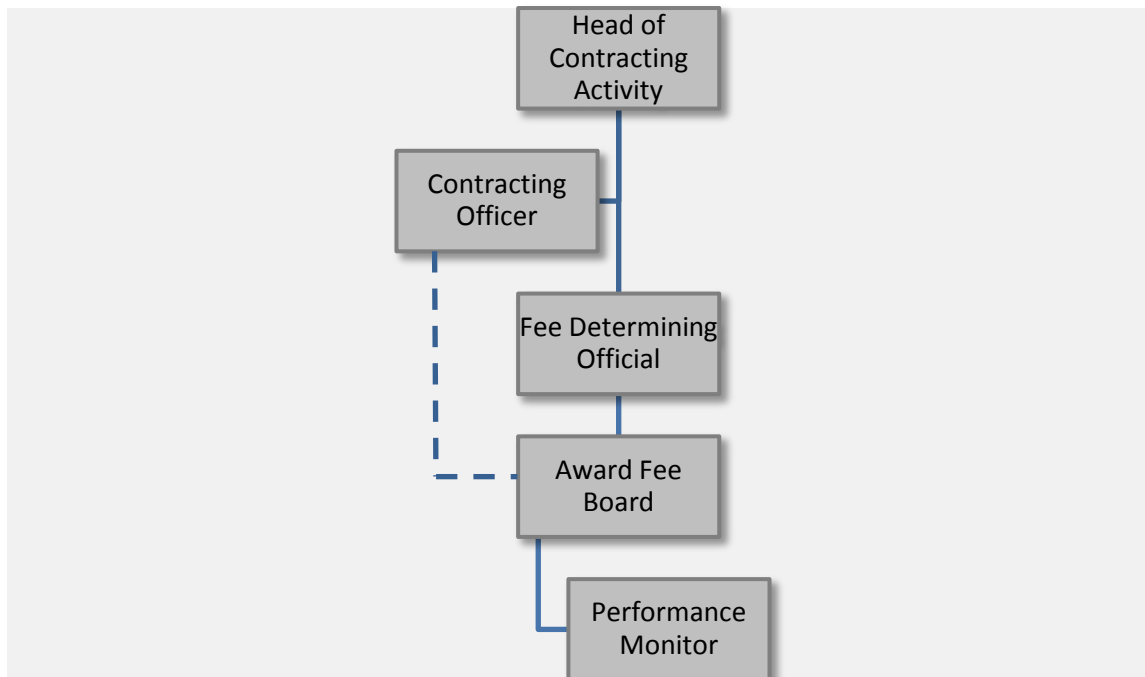 Head of
Contracting
Activity
Contracting
Officer
Fee Determining
Official
Award Fee
Board
Performance
Monitor